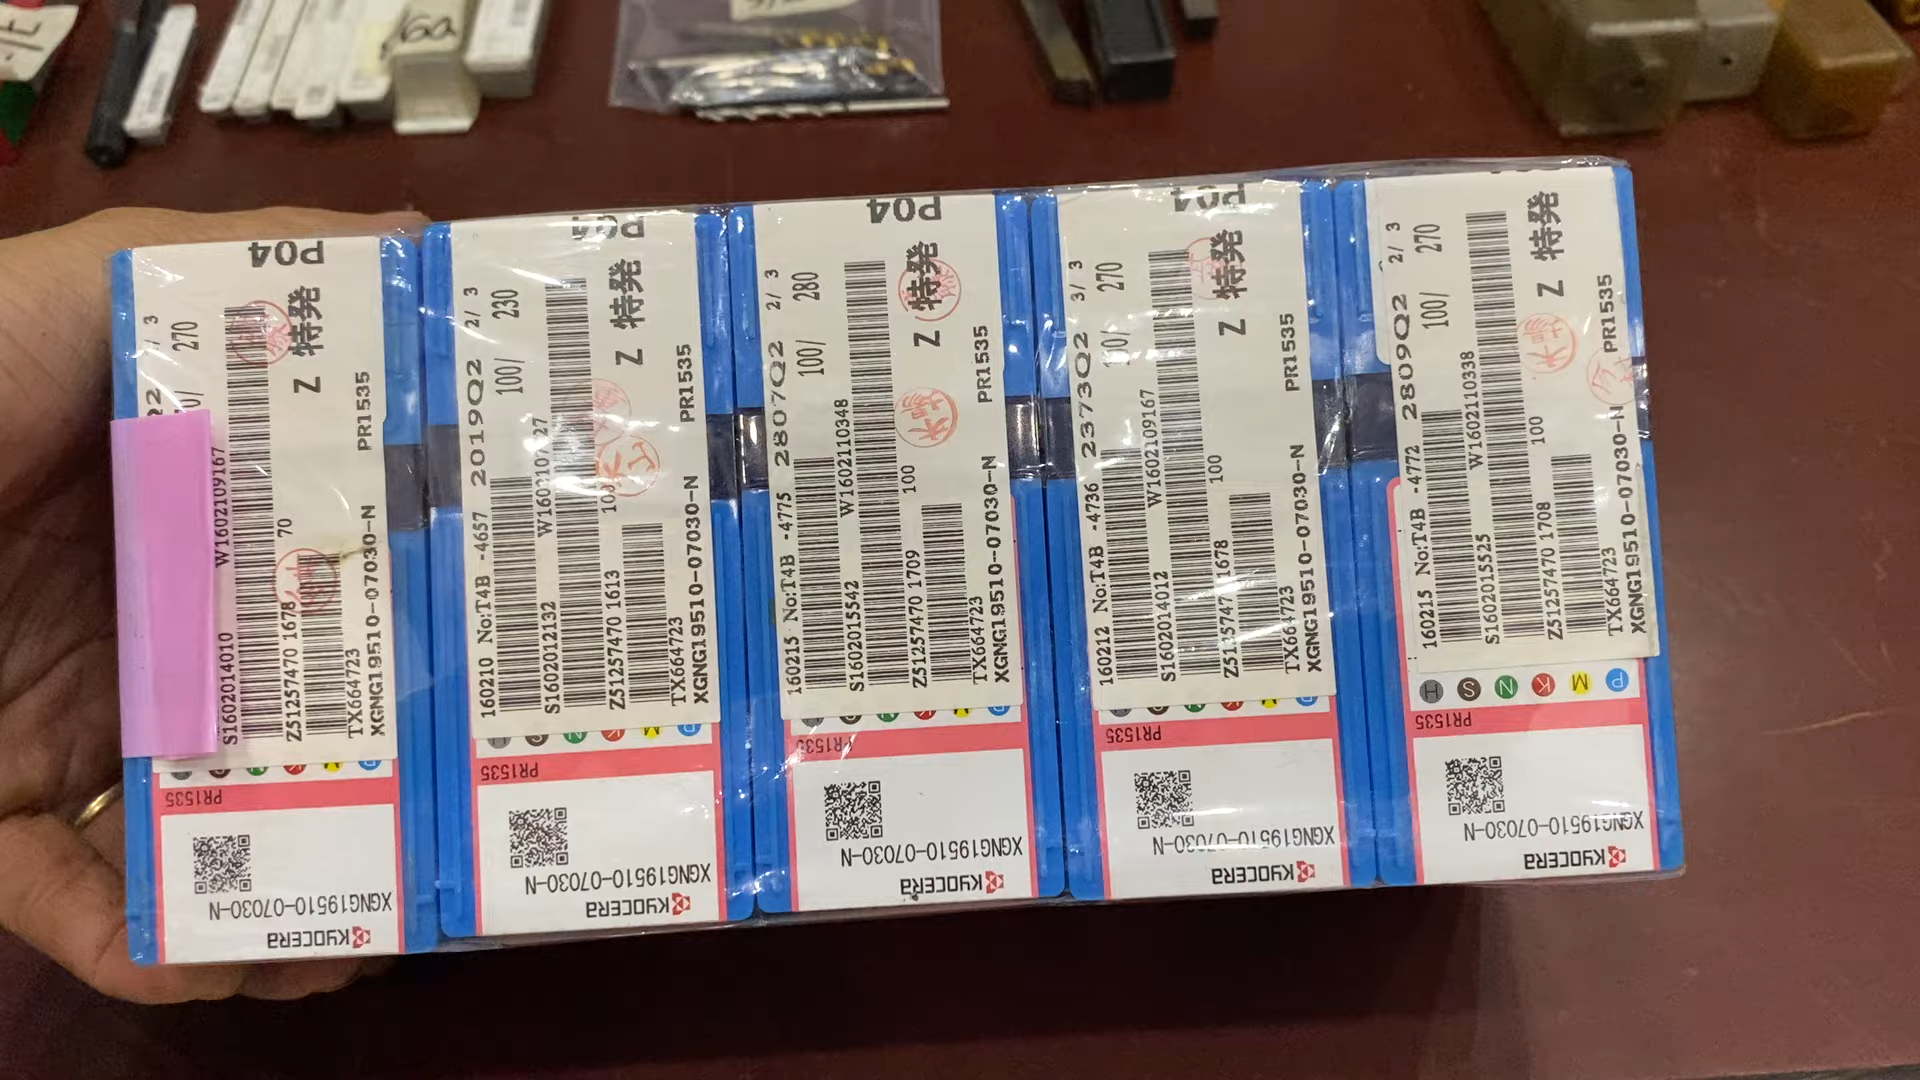 P04
3
270
特発
Z
PR1535
W1602109167
70
S1602014010
Z51257470 1678
TX664723
XGNG19510-07030-N
PR1535
XGNG19510-07030-N
KYOCERA
2/ 3
230
100/
特発
Z
2019Q2
PR1535
160210 No:T4B -4657
S1602012132
Z51257470 1613
TX664723
XGNG19510-07030-N
H S N K M P
PR1535
XGNG19510-07030-N
KYOCERA
P04
2/ 3
280
100/
特発
Z
2807Q2
PR1535
W1602110348
100
160215 No:T4B -4775
S1602015542
Z51257470 1709
TX664723
XGNG19510-07030-N
PR1535
XGNG19510-07030-N
KYOCERA
P04
3/ 3
270
特発
Z
2373Q2
PR1535
W1602109167
100
160212 No:T4B -4736
S1602014012
1678
TX664723
XGNG19510-07030-N
PR1535
XGNG19510-07030-N
KYOCERA
2/ 3
270
100/
特発
Z
2809Q2
PR1535
W1602110338
100
160215 No:T4B -4772
S1602015525
Z51257470 1708
TX664723
XGNG19510-07030-N
H S N K M P
PR1535
XGNG19510-07030-N
KYOCERA